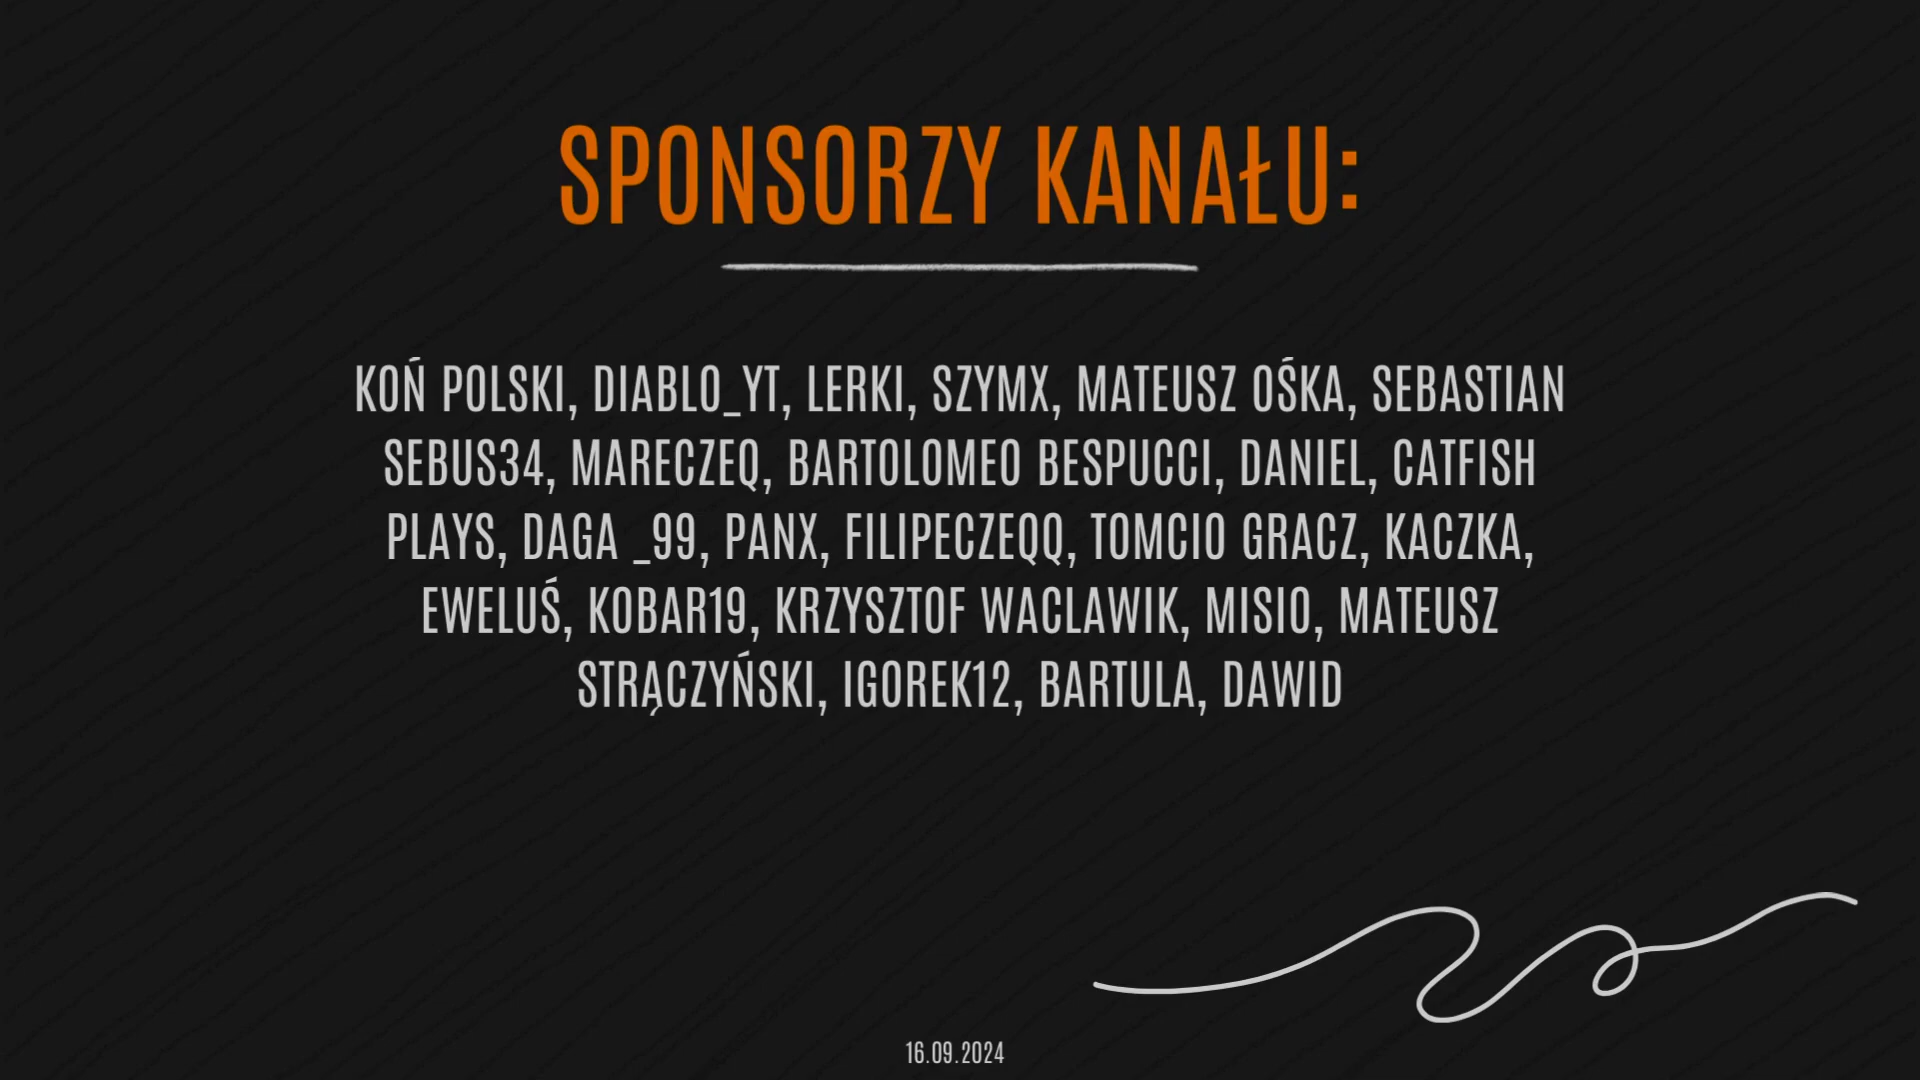 SPONSORZY KANAŁU:
KOŃ POLSKI, DIABLO_YT, LERKI, SZYMX, MATEUSZ OŚKA, SEBASTIAN
SEBUS34, MARECZEQ, BARTOLOMEO BESPUCCI, DANIEL, CATFISH
PLAYS, DAGA _99, PANX, FILIPECZEQQ, TOMCIO GRACZ, KACZKA,
EWELUŚ, KOBAR19, KRZYSZTOF WACLAWIK, MISIO, MATEUSZ
STRĄCZYŃSKI, IGOREK12, BARTULA, DAWID
16.09.2024